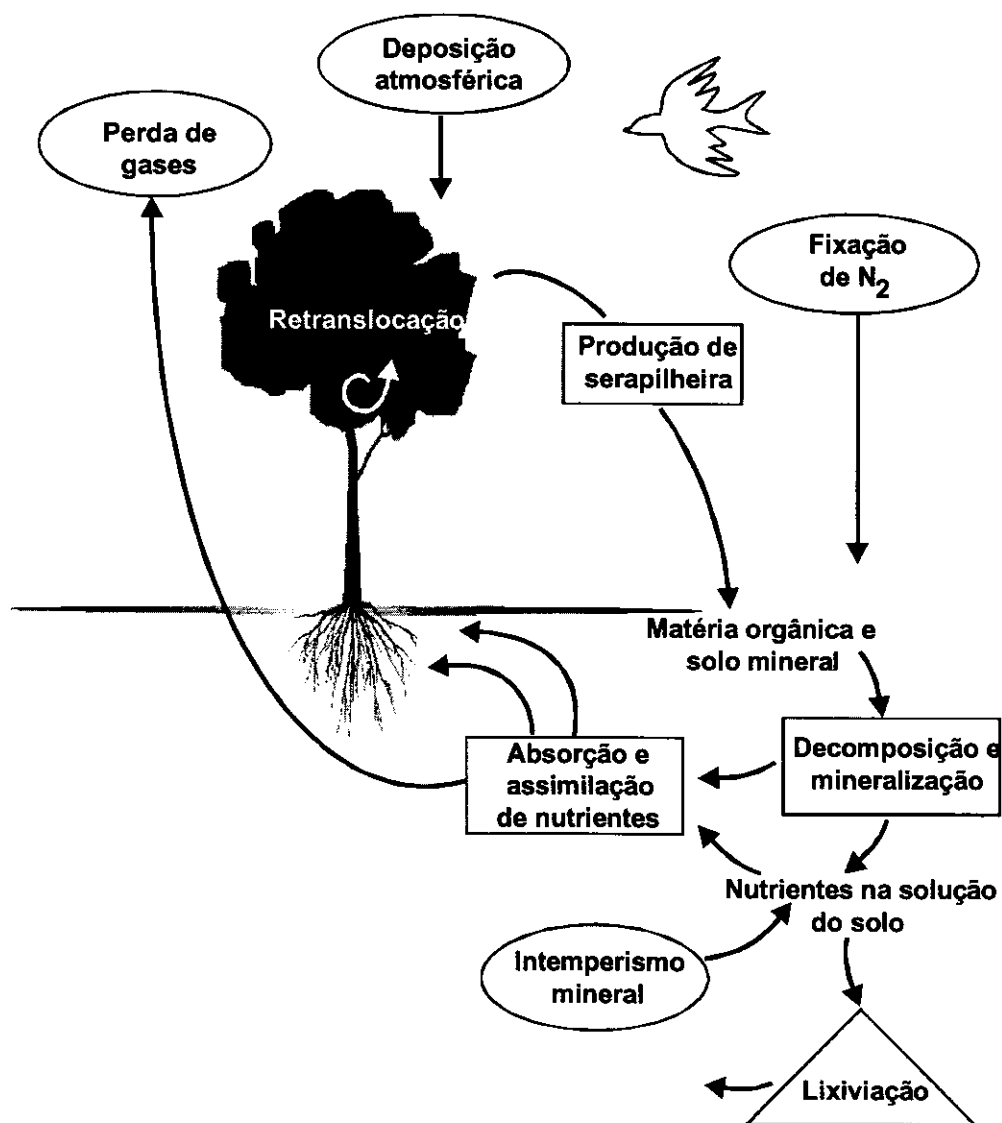 Deposição
atmosférica
Perda de
gases
Fixação
de N2
Retranslocação
Produção de
serapilheira
Matéria orgânica e
solo mineral
Absorção e
assimilação
de nutrientes
Decomposição e
mineralização
Nutrientes na solução
do solo
Intemperismo
mineral
Lixiviação